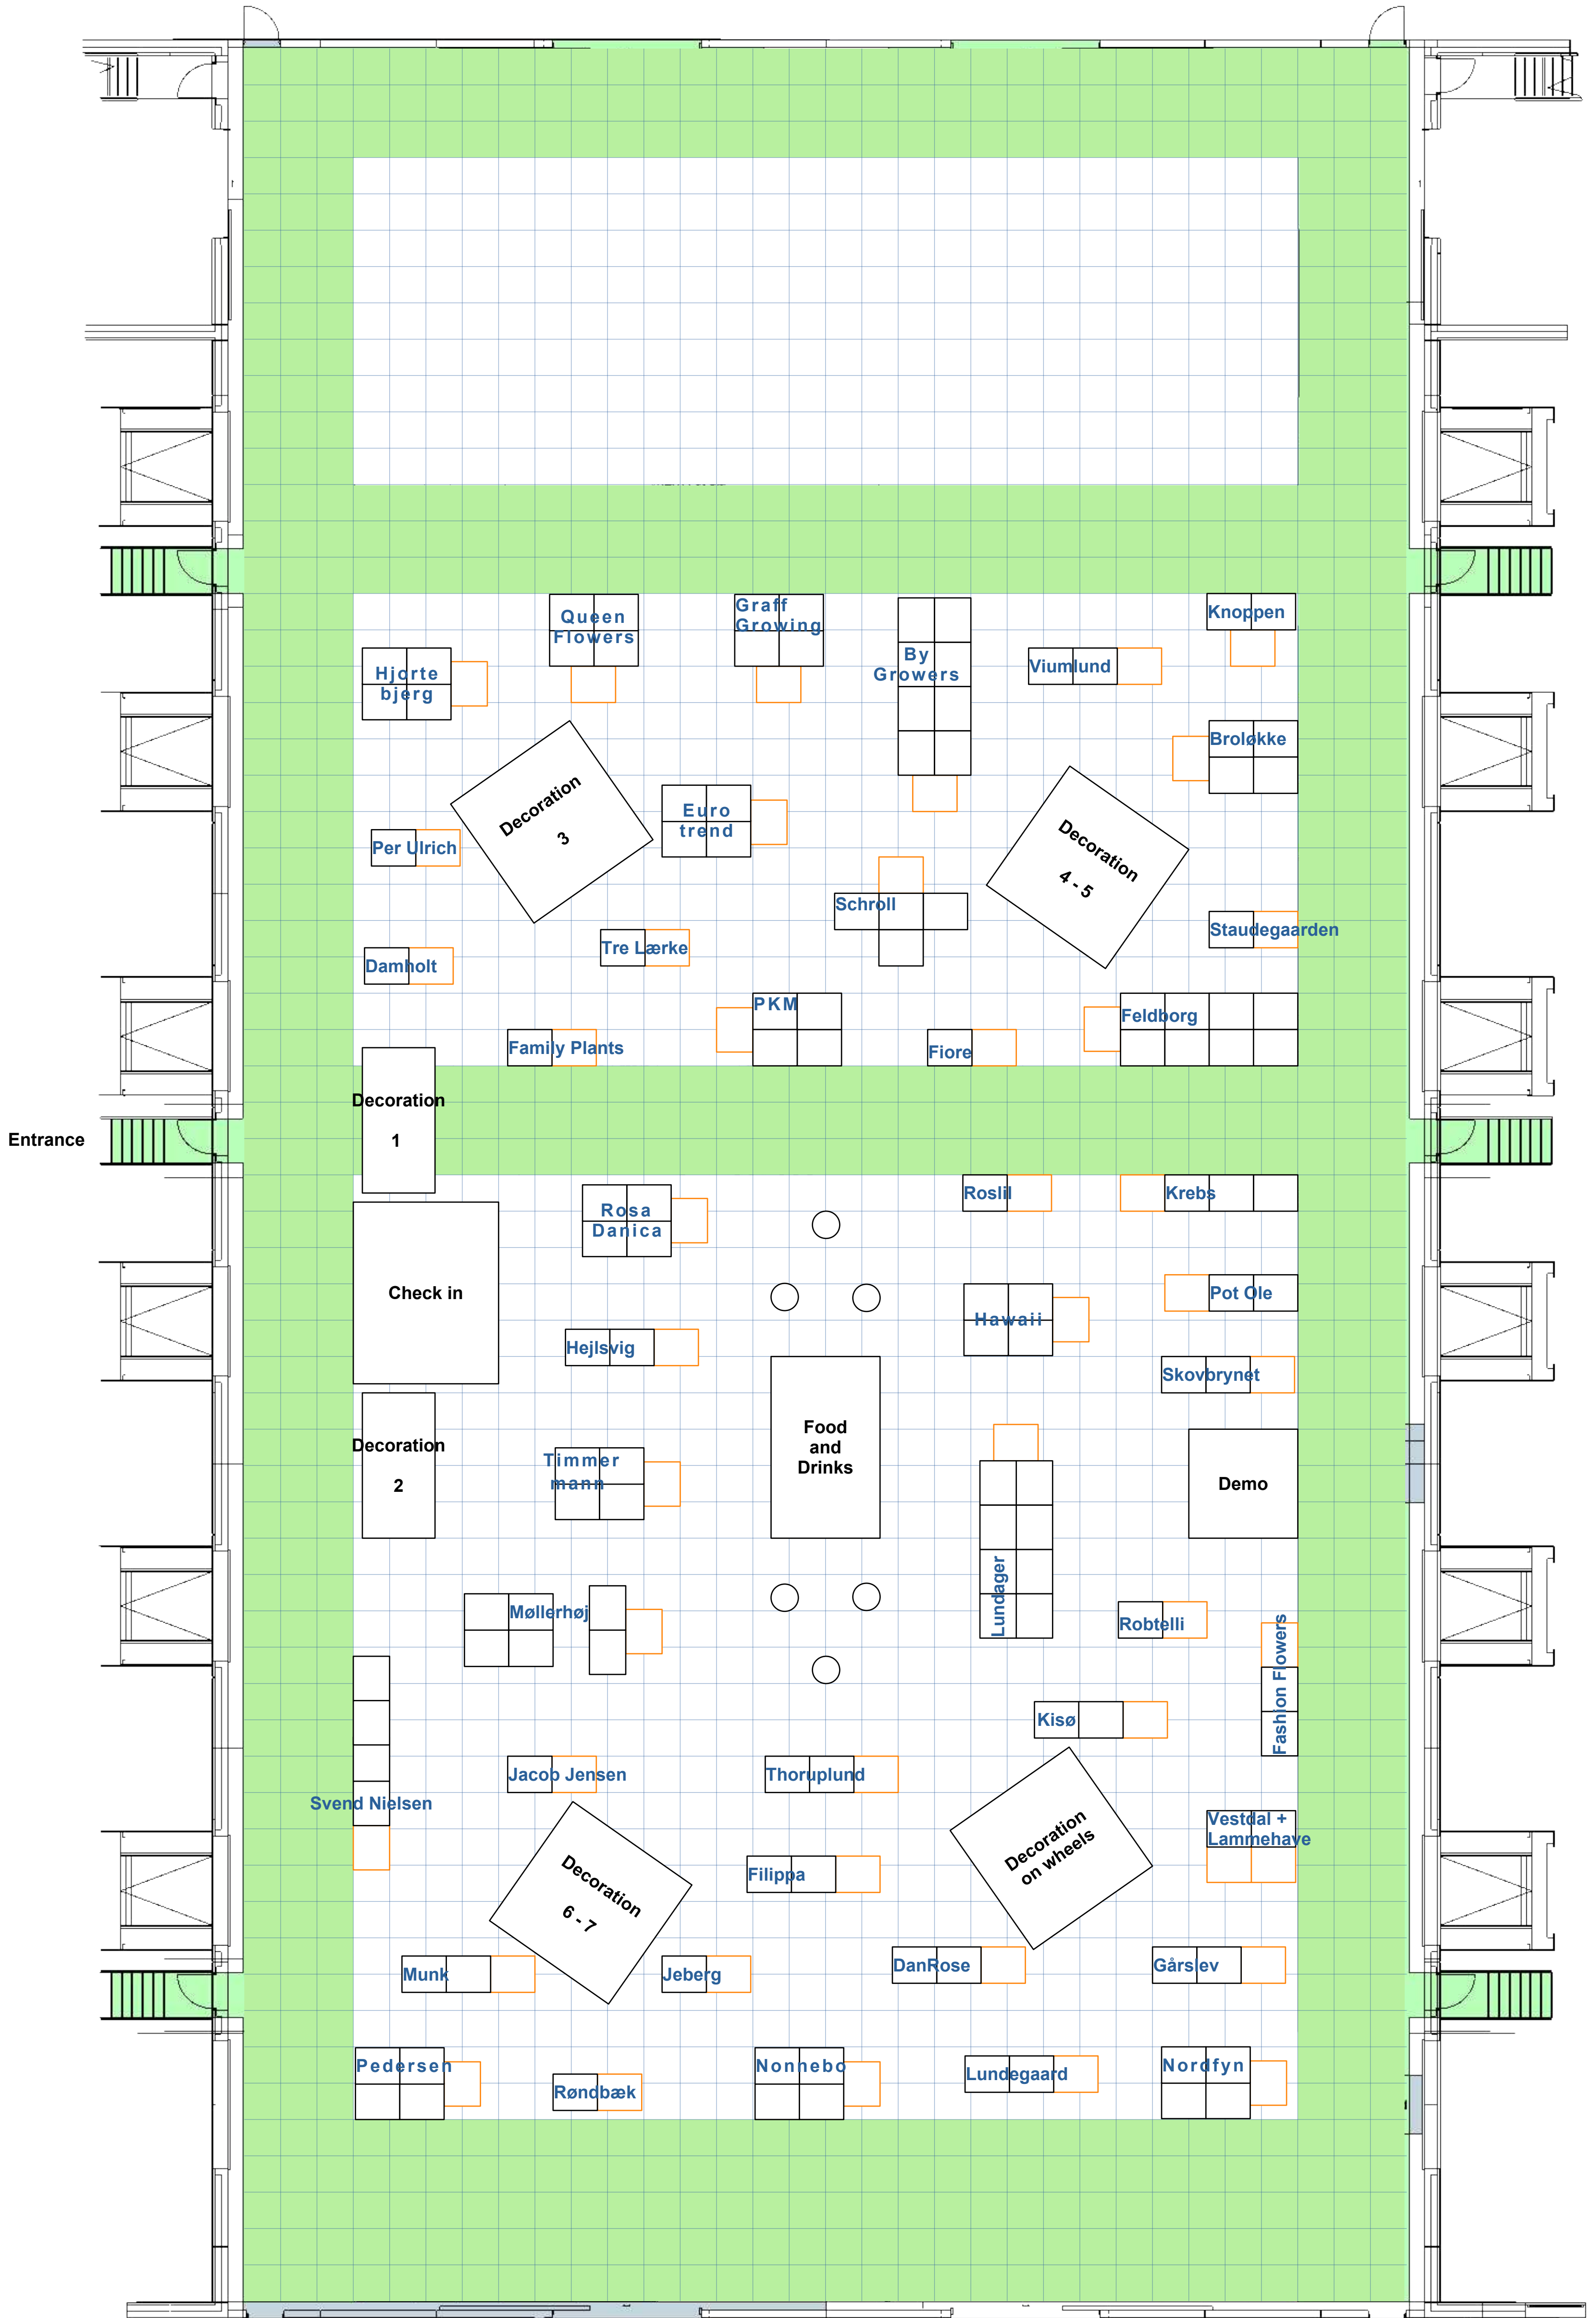 Queen
Flowers
Graff
Growing
By
Growers
Knoppen
Viumlund
Hjorte
bjerg
Broløkke
Decoration
3
Euro
trend
Decoration
4 - 5
Per Ulrich
Schroll
Staudegaarden
Tre Lærke
Damholt
PKM
Feldborg
Family Plants
Fiore
Decoration
1
Entrance
Roslil
Krebs
Rosa
Danica
Check in
Pot Ole
Hawaii
Hejlsvig
Skovbrynet
Decoration
2
Food
and
Drinks
Timmer
mann
Demo
Lundager
Møllerhøj
Robtelli
Fashion Flowers
Kisø
Jacob Jensen
Thoruplund
Svend Nielsen
Vestdal +
Lammehave
Decoration
on wheels
Filippa
Decoration
6 - 7
Munk
Jeberg
DanRose
Gårslev
Pedersen
Røndbæk
Nonnebo
Lundegaard
Nordfyn